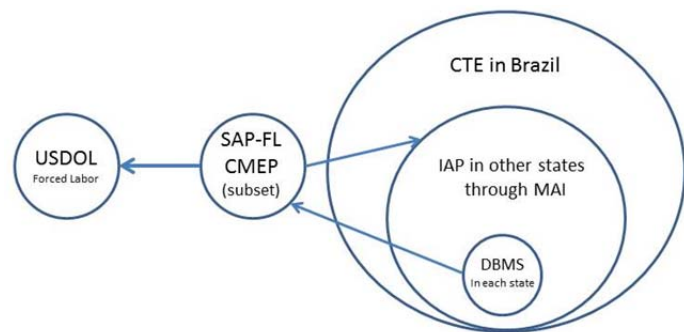 CTE in Brazil
USDOL
Forced Labor
SAP-FL
CMEP
(subset)
IAP in other states
through MAI
DBMS
In each state